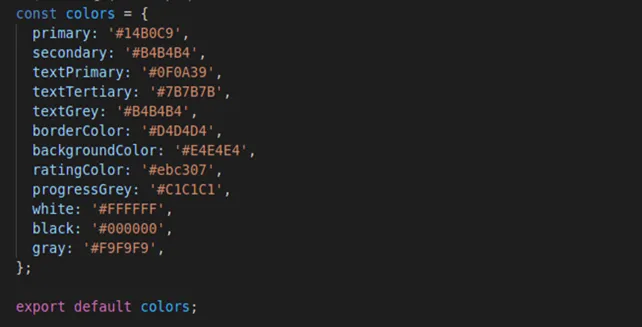 const colors = {
primary: '#14B0C9',
secondary: '#B4B4B4',
textPrimary: '#0F0A39',
textTertiary: '#7B7B7B',
textGrey: '#B4B4B4',
borderColor: '#D4D4D4',
backgroundColor: '#E4E4E4',
ratingColor: '#ebc307',
progressGrey: '#C1C1C1',
white: '#FFFFFF',
black: '#000000',
gray: '#F9F9F9',
};
export default colors;